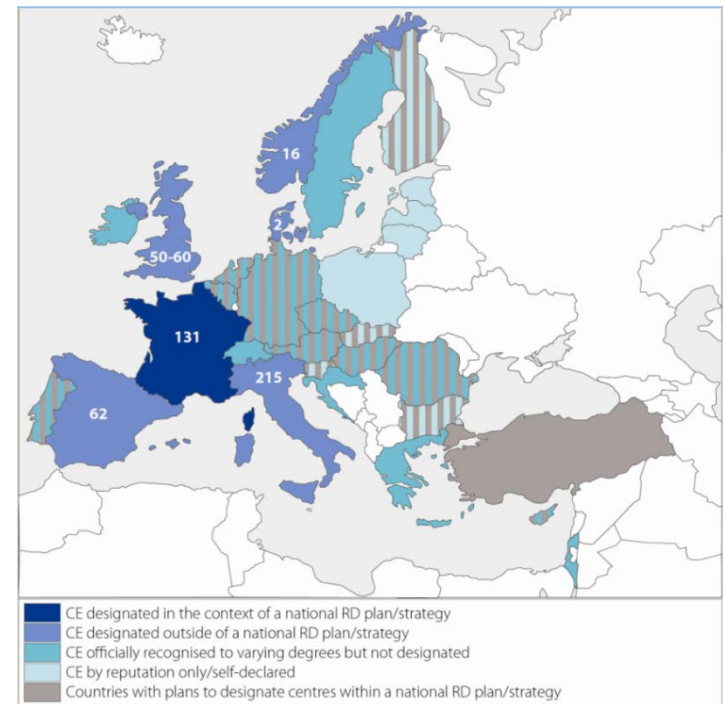 16
2
50-60
131
215
62
CE designated in the context of a national RD plan/strategy
CE designated outside of a national RD plan/strategy
CE officially recognised to varying degrees but not designated
CE by reputation only/self-declared
Countries with plans to designate centres within a national RD plan/strategy